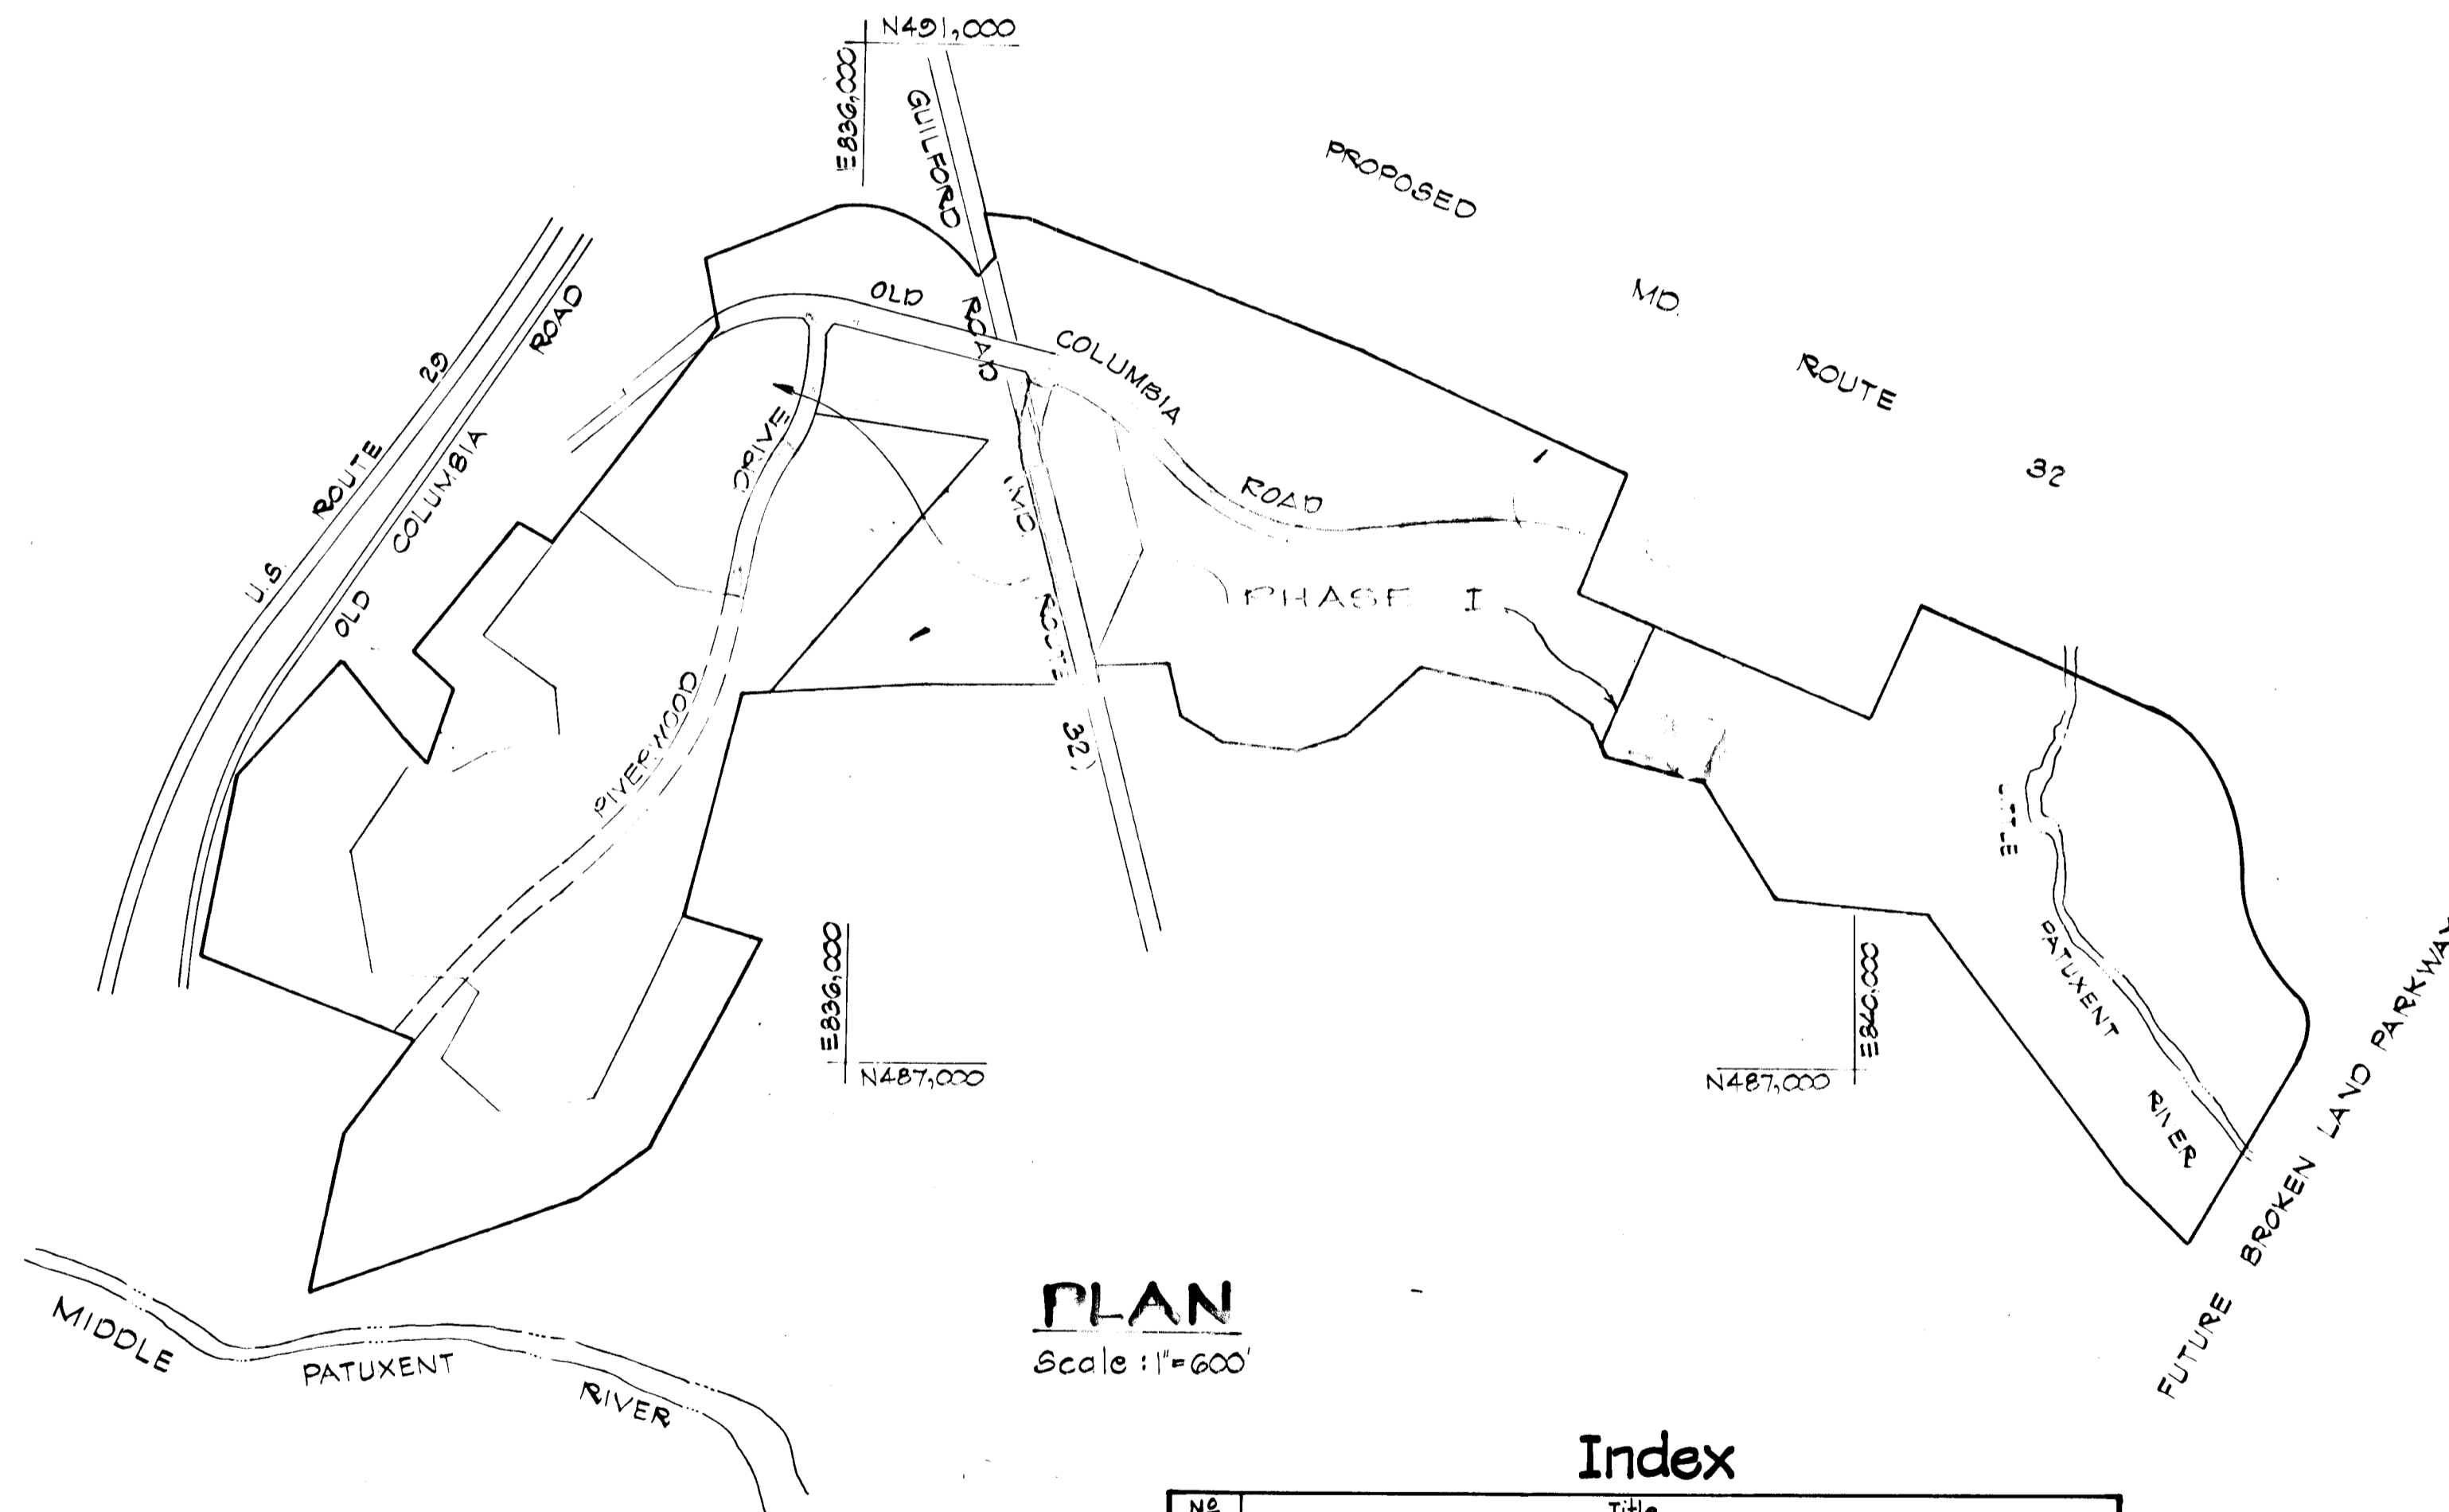 N491,000
E836,000
GUILFORD
ROAD
(MD.
ROUTE
32)
PROPOSED
MD.
ROUTE
32
OLD
COLUMBIA
ROAD
U.S.
ROUTE
29
OLD
COLUMBIA
ROAD
RIVERWOOD
DRIVE
PHASE I
E836,000
N487,000
E840,000
N487,000
PATUXENT
RIVER
FUTURE BROKEN LAND PARKWAY
MIDDLE
PATUXENT
RIVER
PLAN
Scale : 1"=600'
Index
No Title